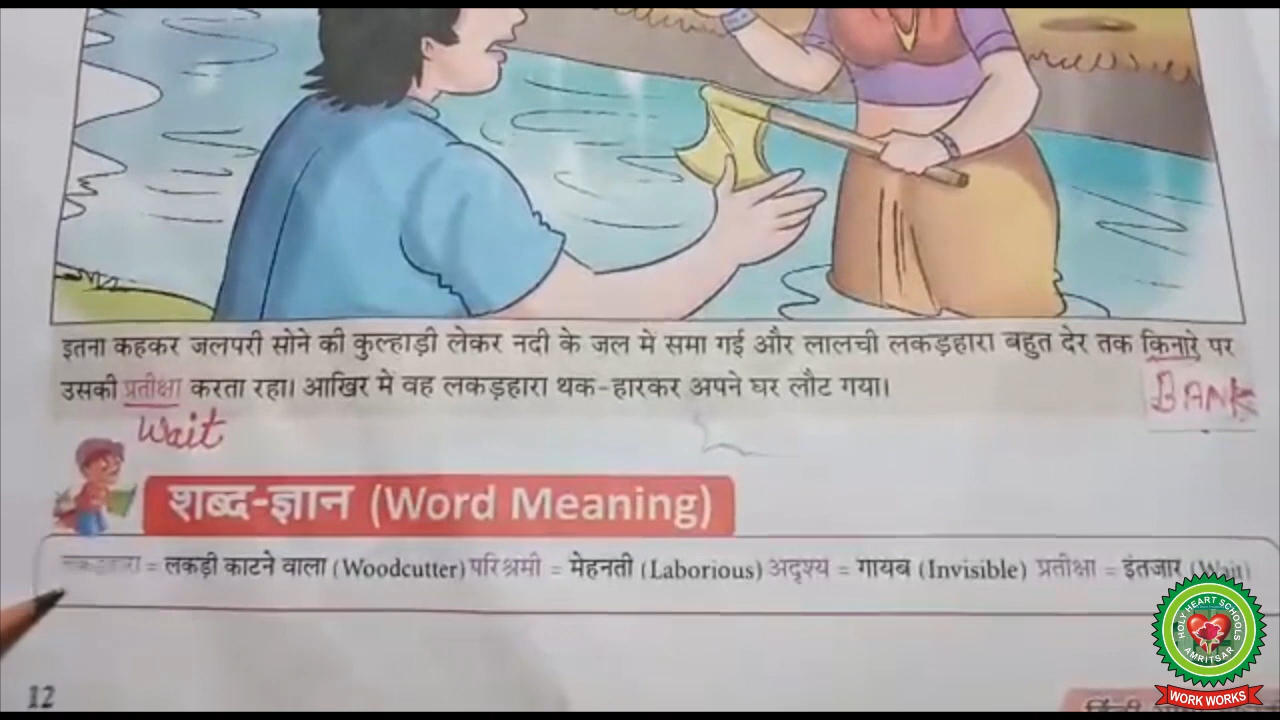 इतना कहकर जलपरी सोने की कुल्हाड़ी लेकर नदी के जल में समा गई और लालची लकड़हारा बहुत देर तक किनारे पर
उसकी प्रतीक्षा करता रहा। आखिर में वह लकड़हारा थक-हारकर अपने घर लौट गया।
BANK
Wait
शब्द-ज्ञान (Word Meaning)
लकड़हारा = लकड़ी काटने वाला (Woodcutter) परिश्रमी = मेहनती (Laborious) अदृश्य = गायब (Invisible) प्रतीक्षा = इंतजार (Wait)
12
HOLY HEART SCHOOLS
AMRITSAR
WORK WORKS